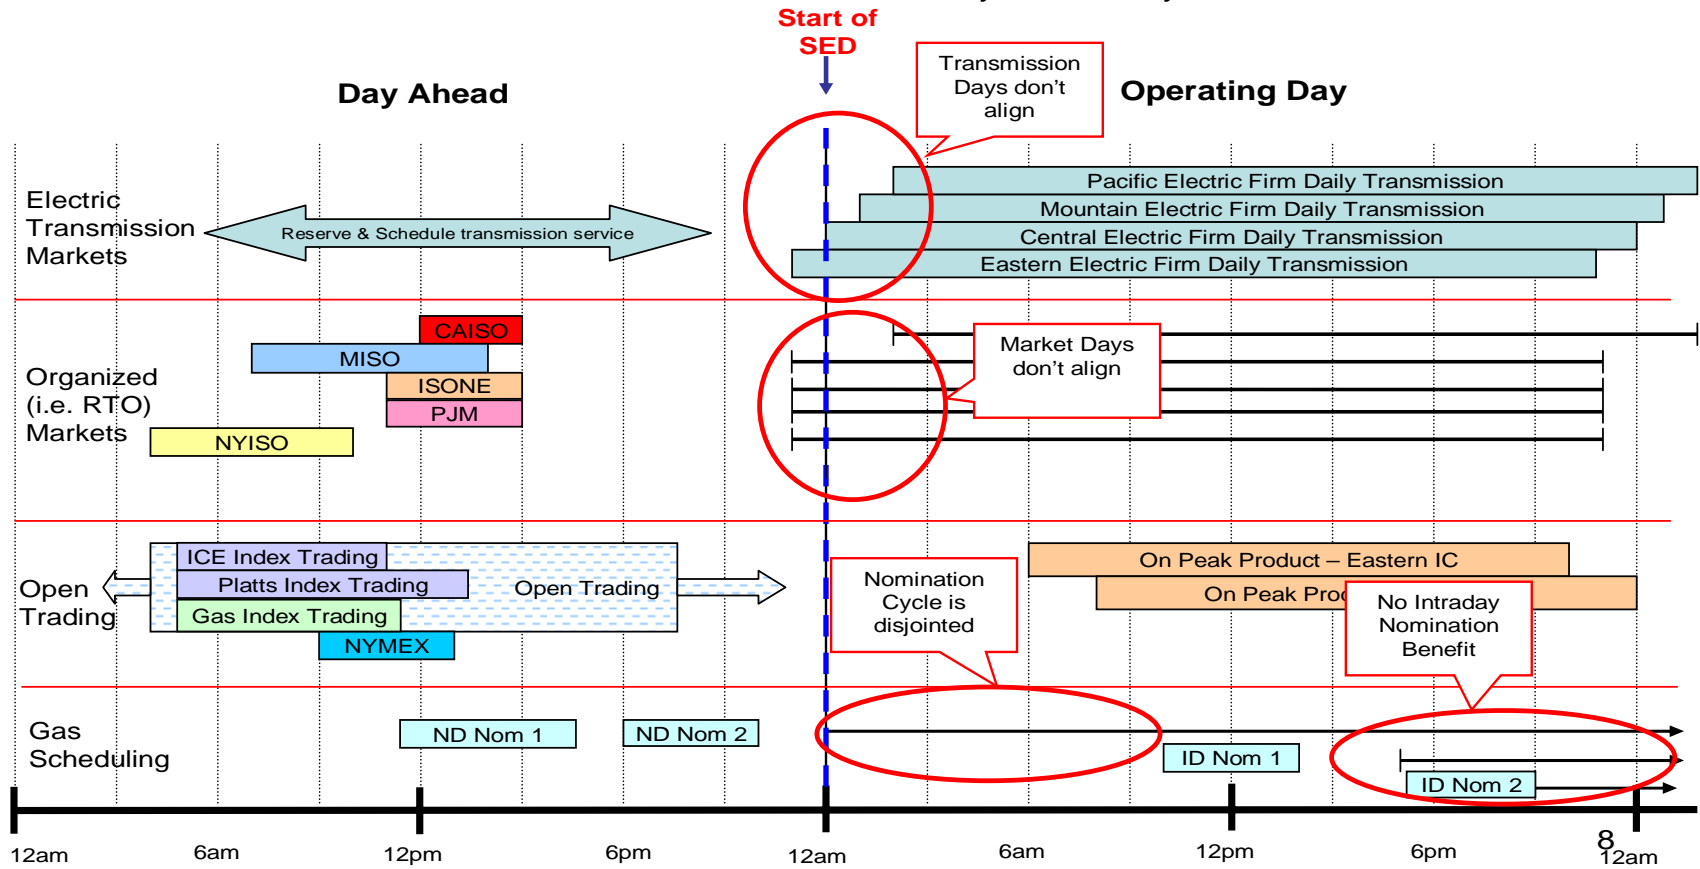 Start of
SED
Day Ahead
Operating Day
Transmission
Days don't
align
Electric
Transmission
Markets
Reserve & Schedule transmission service
Pacific Electric Firm Daily Transmission
Mountain Electric Firm Daily Transmission
Central Electric Firm Daily Transmission
Eastern Electric Firm Daily Transmission
Organized
(i.e. RTO)
Markets
CAISO
MISO
ISONE
PJM
NYISO
Market Days
don't align
Open
Trading
ICE Index Trading
Platts Index Trading
Gas Index Trading
Open Trading
NYMEX
Nomination
Cycle is
disjointed
On Peak Product – Eastern IC
On Peak
No Intraday
Nomination
Benefit
Gas
Scheduling
ND Nom 1
ND Nom 2
ID Nom 1
ID Nom 2
12am
6am
12pm
6pm
12am
6am
12pm
6pm
12am
8